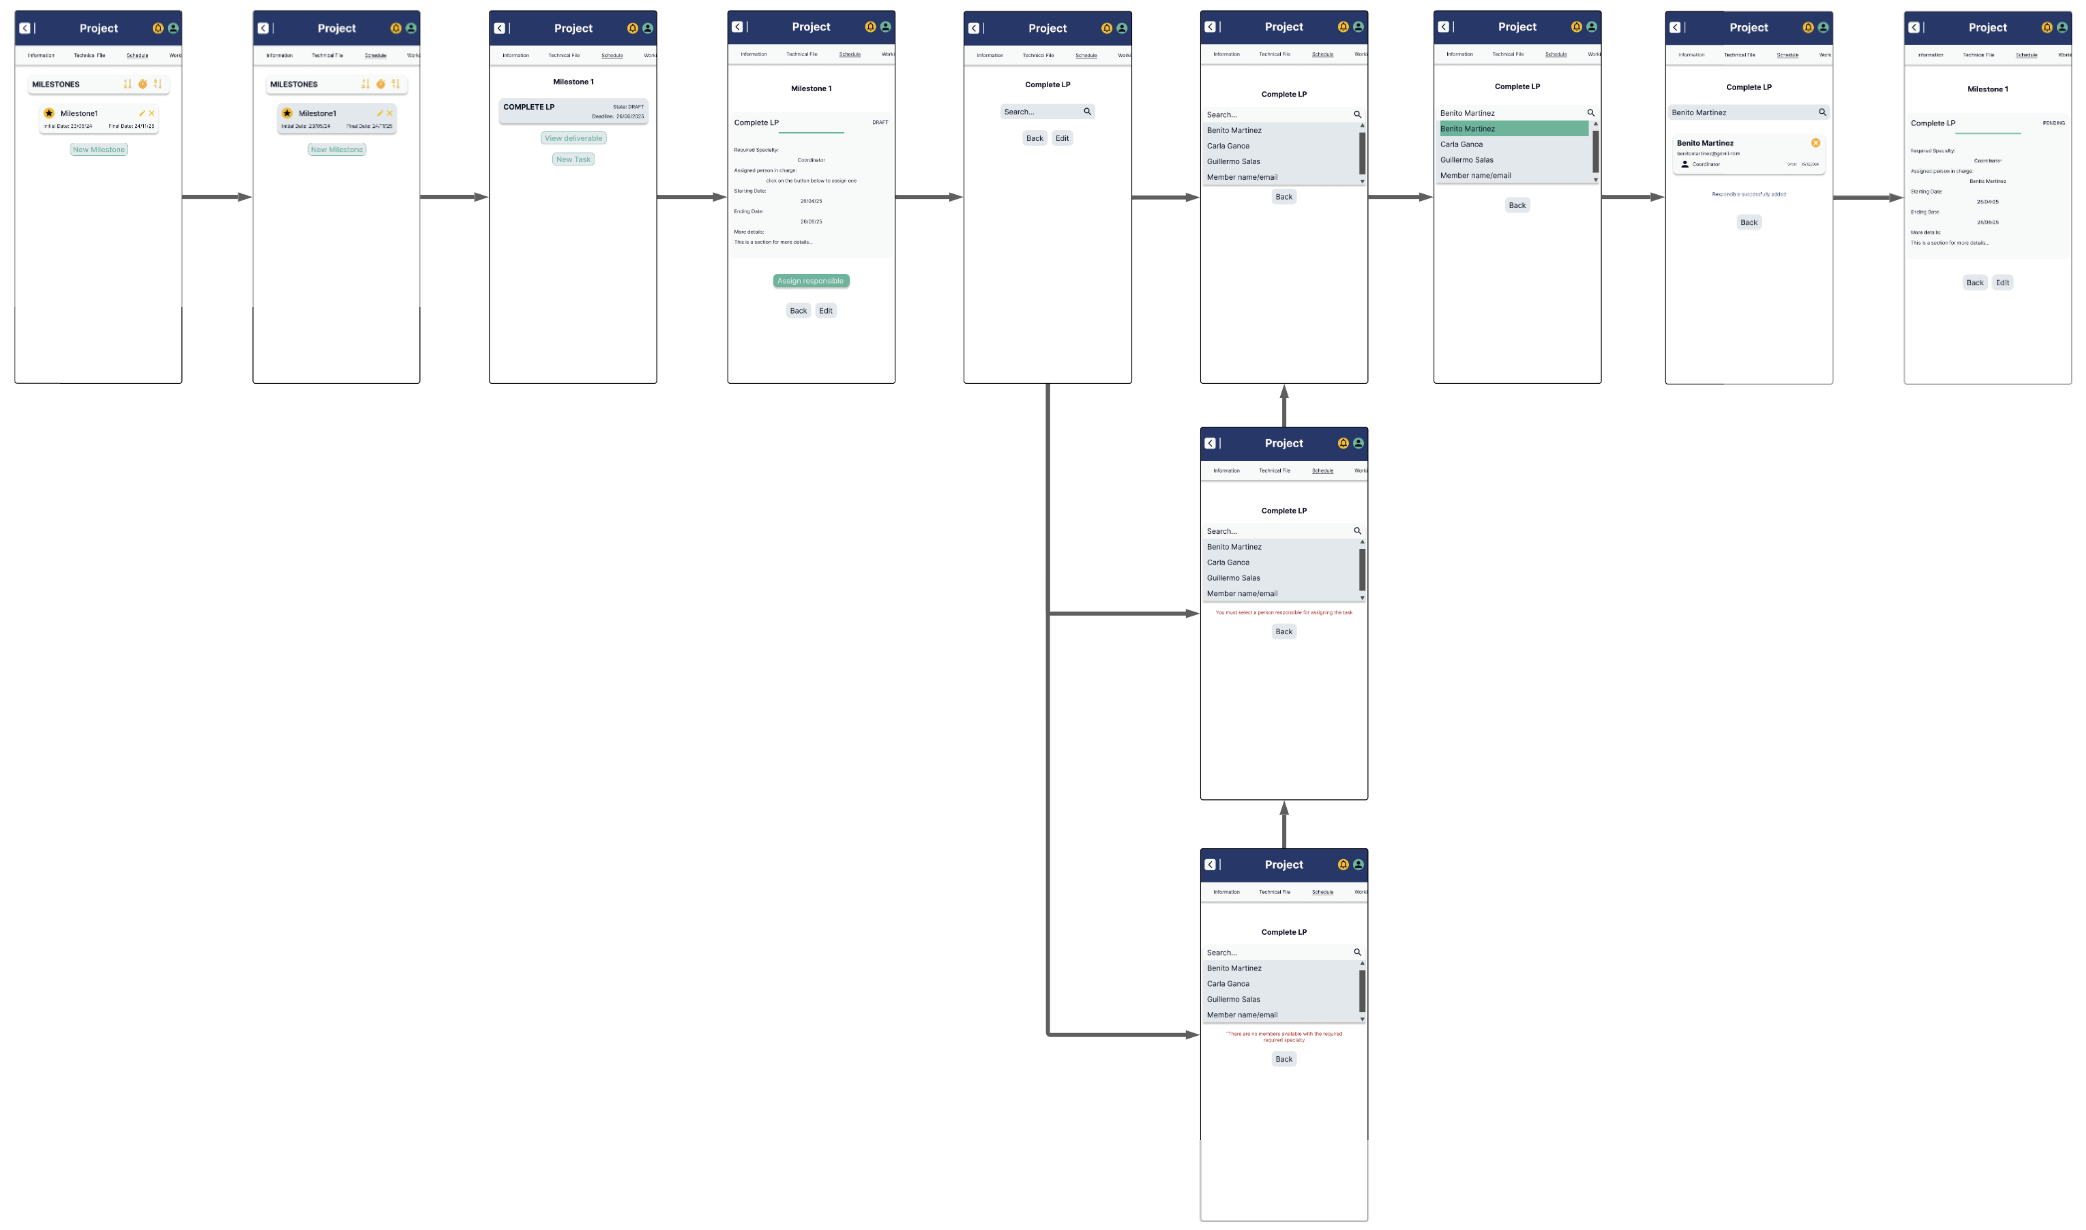 Project
Information Technical File Schedule Work
MILESTONES
Milestone1
Initial Date: 23/05/24 Final Date: 24/11/25
New Milestone
Project
Information Technical File Schedule Work
MILESTONES
Milestone1
Initial Date: 23/05/24 Final Date: 24/11/25
New Milestone
Project
Information Technical File Schedule Work
Milestone 1
COMPLETE LP State: DRAFT
Deadline: 26/06/2025
View deliverable
New Task
Project
Information Technical File Schedule Work
Milestone 1
Complete LP DRAFT
Required Specialty:
Coordinator
Assigned person in charge:
click on the button below to assign one
Starting Date:
26/04/25
Ending Date:
26/06/25
More details:
This is a section for more details...
Assign responsible
Back Edit
Project
Information Technical File Schedule Work
Complete LP
Search...
Back Edit
Project
Information Technical File Schedule Work
Complete LP
Search...
Benito Martinez
Carla Ganoa
Guillermo Salas
Member name/email
Back
Project
Information Technical File Schedule Work
Complete LP
Benito Martinez
Benito Martinez
Carla Ganoa
Guillermo Salas
Member name/email
Back
Project
Information Technical File Schedule Work
Complete LP
Benito Martinez
Benito Martinez
benitomartinez@gmail.com
Coordinator
Responsible successfully added
Back
Project
Information Technical File Schedule Work
Milestone 1
Complete LP PENDING
Required Specialty:
Coordinator
Assigned person in charge:
Benito Martinez
Starting Date:
26/04/25
Ending Date:
26/06/25
More details:
This is a section for more details...
Back Edit
Project
Information Technical File Schedule Work
Complete LP
Search...
Benito Martinez
Carla Ganoa
Guillermo Salas
Member name/email
You must select a person responsible for assigning the task
Back
Project
Information Technical File Schedule Work
Complete LP
Search...
Benito Martinez
Carla Ganoa
Guillermo Salas
Member name/email
"There are no members available with the required
required specialty
Back